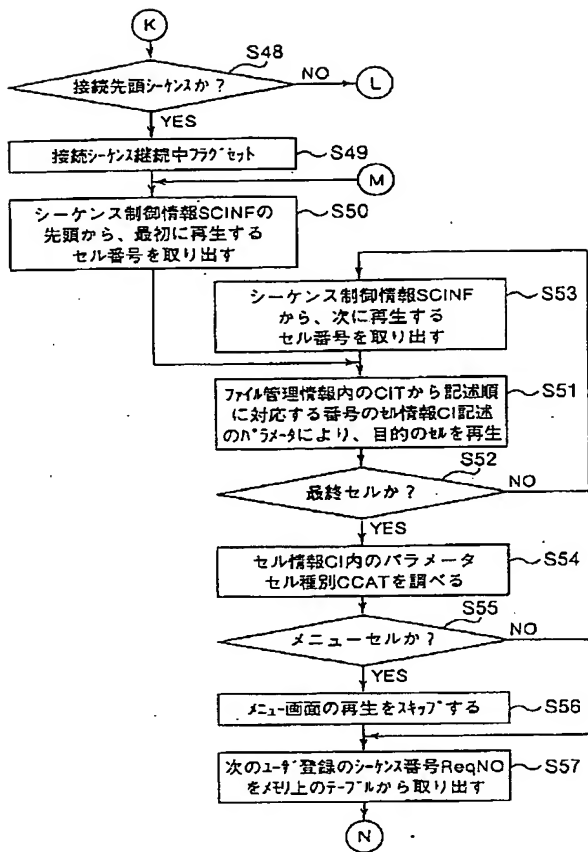 K
S48
接続先頭シーケンスか？
NO
L
YES
接続シーケンス継続中フラグセット
S49
M
シーケンス制御情報SCINFの
先頭から、最初に再生する
セル番号を取り出す
S50
シーケンス制御情報SCINF
から、次に再生する
セル番号を取り出す
S53
ファイル管理情報内のCITから記述順
に対応する番号のセル情報CI記述
のパラメータにより、目的のセルを再生
S51
S52
最終セルか？
NO
YES
セル情報CI内のパラメータ
セル種別CCATを調べる
S54
S55
メニューセルか？
NO
YES
メニュー画面の再生をスキップする
S56
次のユーザ登録のシーケンス番号ReqNO
をメモリ上のテーブルから取り出す
S57
N